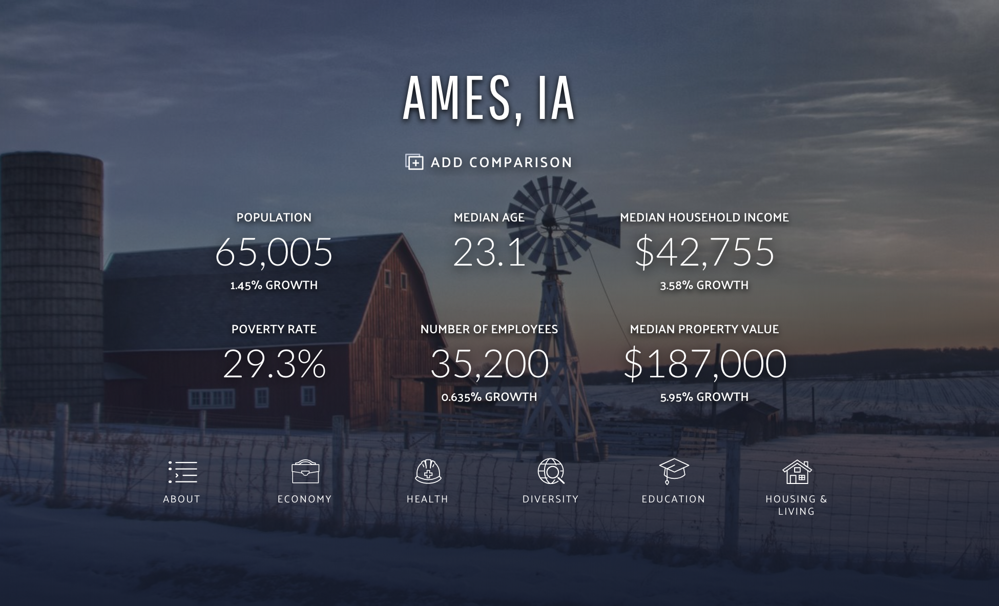 AMES, IA
ADD COMPARISON
POPULATION
65,005
1.45% GROWTH
MEDIAN AGE
23.1
MEDIAN HOUSEHOLD INCOME
$42,755
3.58% GROWTH
POVERTY RATE
29.3%
NUMBER OF EMPLOYEES
35,200
0.635% GROWTH
MEDIAN PROPERTY VALUE
$187,000
5.95% GROWTH
ABOUT
ECONOMY
HEALTH
DIVERSITY
EDUCATION
HOUSING &
LIVING